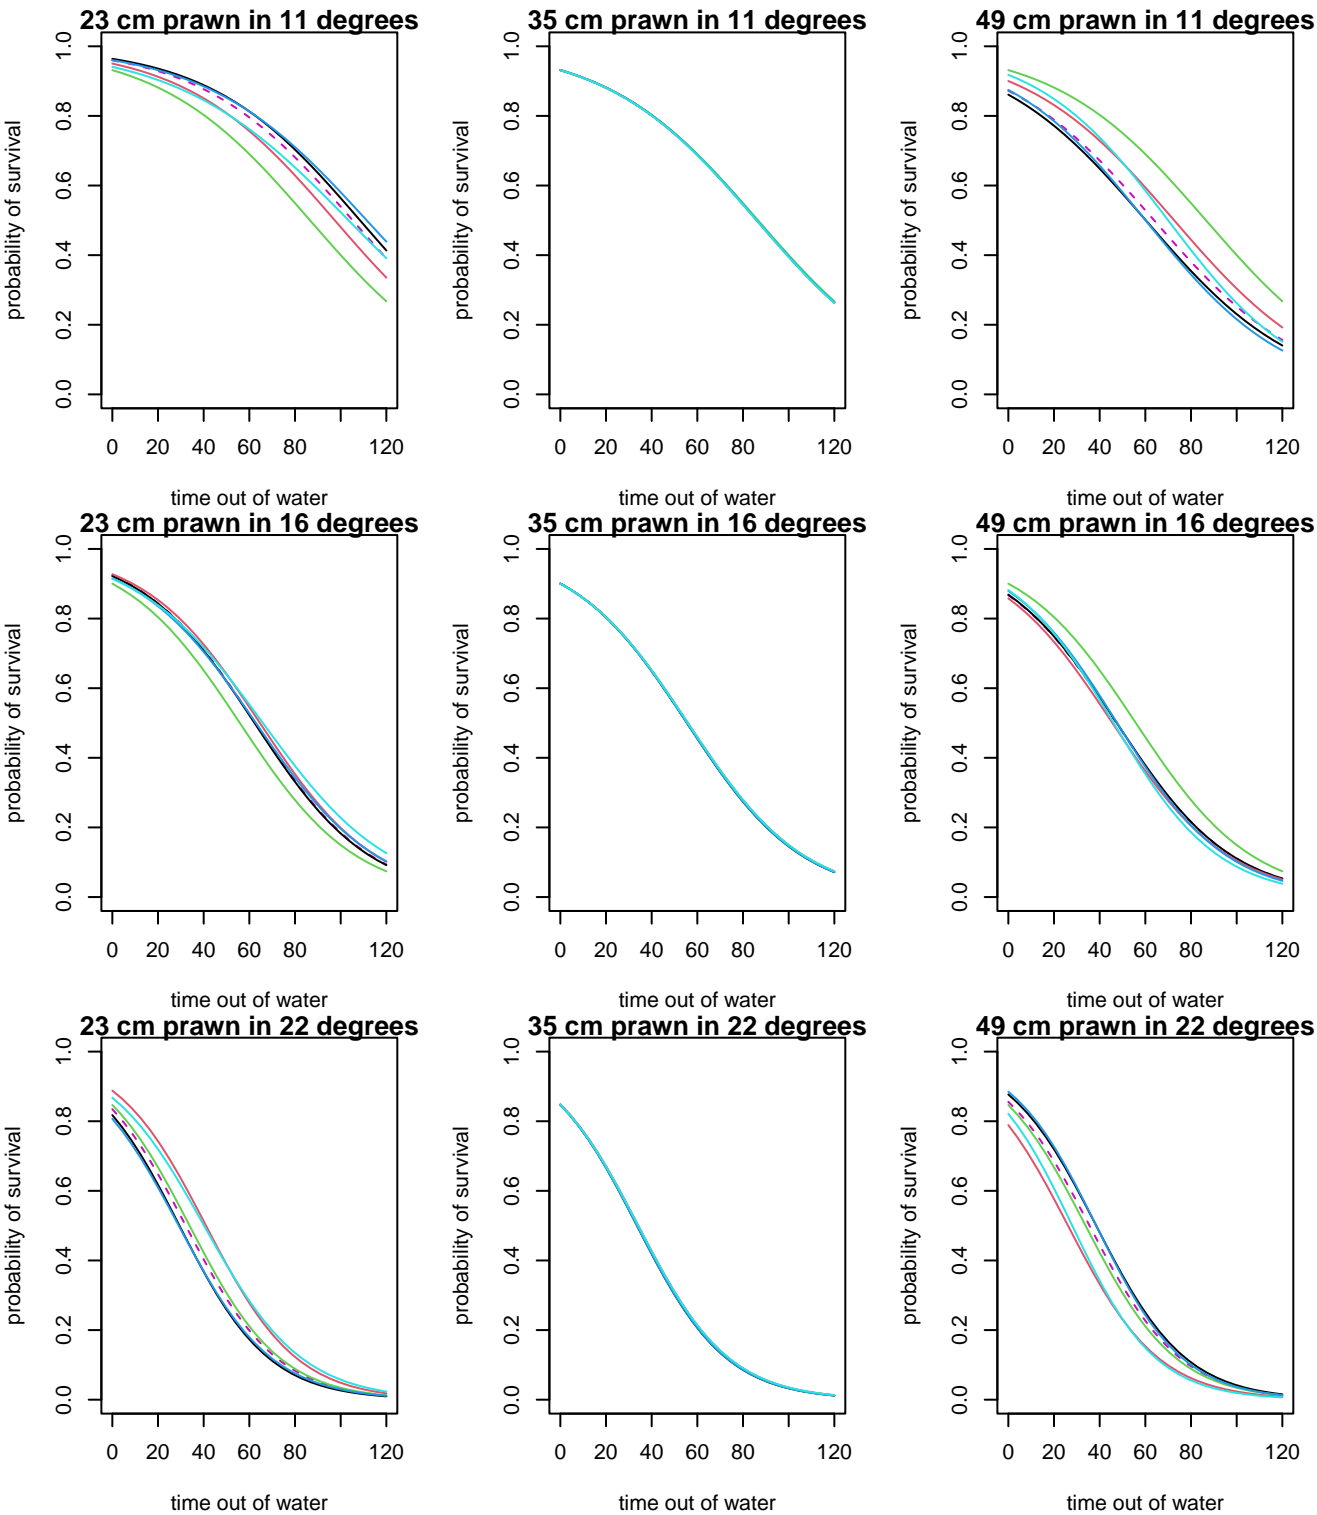 23 cm prawn in 11 degrees
35 cm prawn in 11 degrees
49 cm prawn in 11 degrees
probability of survival
0.0 0.2 0.4 0.6 0.8 1.0
0 20 40 60 80 120
time out of water
probability of survival
0.0 0.2 0.4 0.6 0.8 1.0
0 20 40 60 80 120
time out of water
probability of survival
0.0 0.2 0.4 0.6 0.8 1.0
0 20 40 60 80 120
time out of water
23 cm prawn in 16 degrees
35 cm prawn in 16 degrees
49 cm prawn in 16 degrees
probability of survival
0.0 0.2 0.4 0.6 0.8 1.0
0 20 40 60 80 120
time out of water
probability of survival
0.0 0.2 0.4 0.6 0.8 1.0
0 20 40 60 80 120
time out of water
probability of survival
0.0 0.2 0.4 0.6 0.8 1.0
0 20 40 60 80 120
time out of water
23 cm prawn in 22 degrees
35 cm prawn in 22 degrees
49 cm prawn in 22 degrees
probability of survival
0.0 0.2 0.4 0.6 0.8 1.0
0 20 40 60 80 120
time out of water
probability of survival
0.0 0.2 0.4 0.6 0.8 1.0
0 20 40 60 80 120
time out of water
probability of survival
0.0 0.2 0.4 0.6 0.8 1.0
0 20 40 60 80 120
time out of water